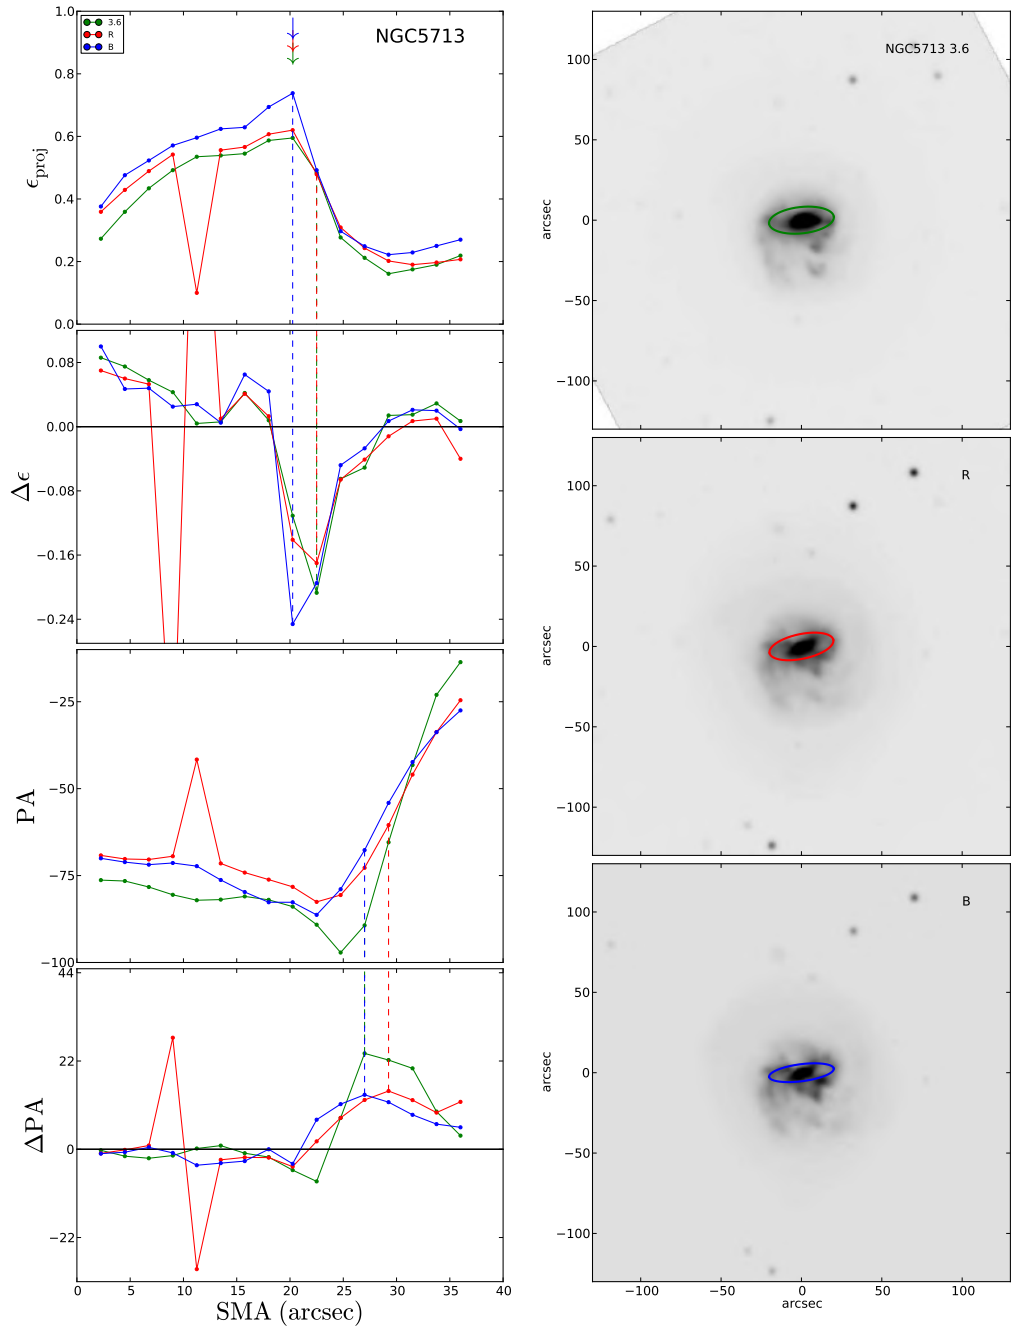 3.6
R
B
NGC5713
1.0
0.8
0.6
0.4
0.2
0.0
ϵproj
0.08
0.00
−0.08
−0.16
−0.24
Δϵ
−25
−50
−75
−100
PA
44
22
0
−22
ΔPA
0 5 10 15 20 25 30 35 40
SMA (arcsec)
NGC5713 3.6
100
50
0
−50
−100
arcsec
R
100
50
0
−50
−100
arcsec
B
100
50
0
−50
−100
arcsec
−100 −50 0 50 100
arcsec